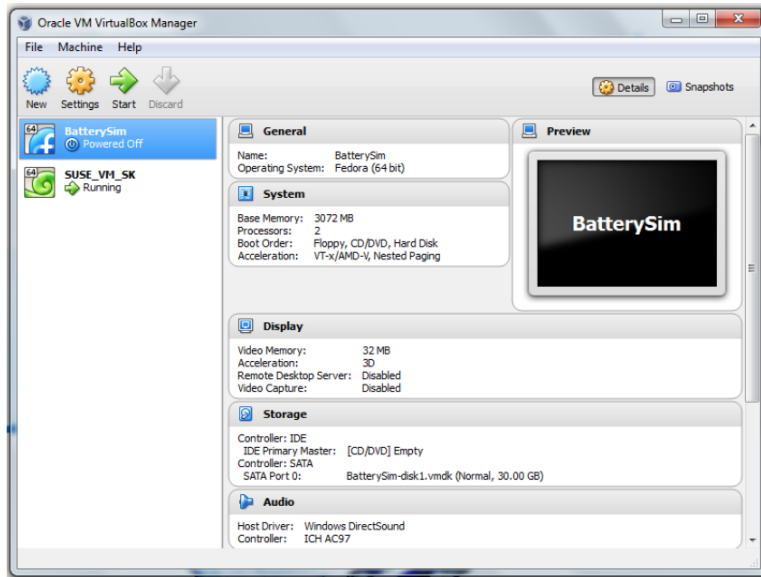 Oracle VM VirtualBox Manager
File Machine Help
New Settings Start Discard
Details Snapshots
64 BatterySim
Powered Off
64 SUSE_VM_SK
Running
General
Name: BatterySim
Operating System: Fedora (64 bit)
System
Base Memory: 3072 MB
Processors: 2
Boot Order: Floppy, CD/DVD, Hard Disk
Acceleration: VT-x/AMD-V, Nested Paging
Preview
BatterySim
Display
Video Memory: 32 MB
Acceleration: 3D
Remote Desktop Server: Disabled
Video Capture: Disabled
Storage
Controller: IDE
IDE Primary Master: [CD/DVD] Empty
Controller: SATA
SATA Port 0: BatterySim-disk1.vmdk (Normal, 30.00 GB)
Audio
Host Driver: Windows DirectSound
Controller: ICH AC97